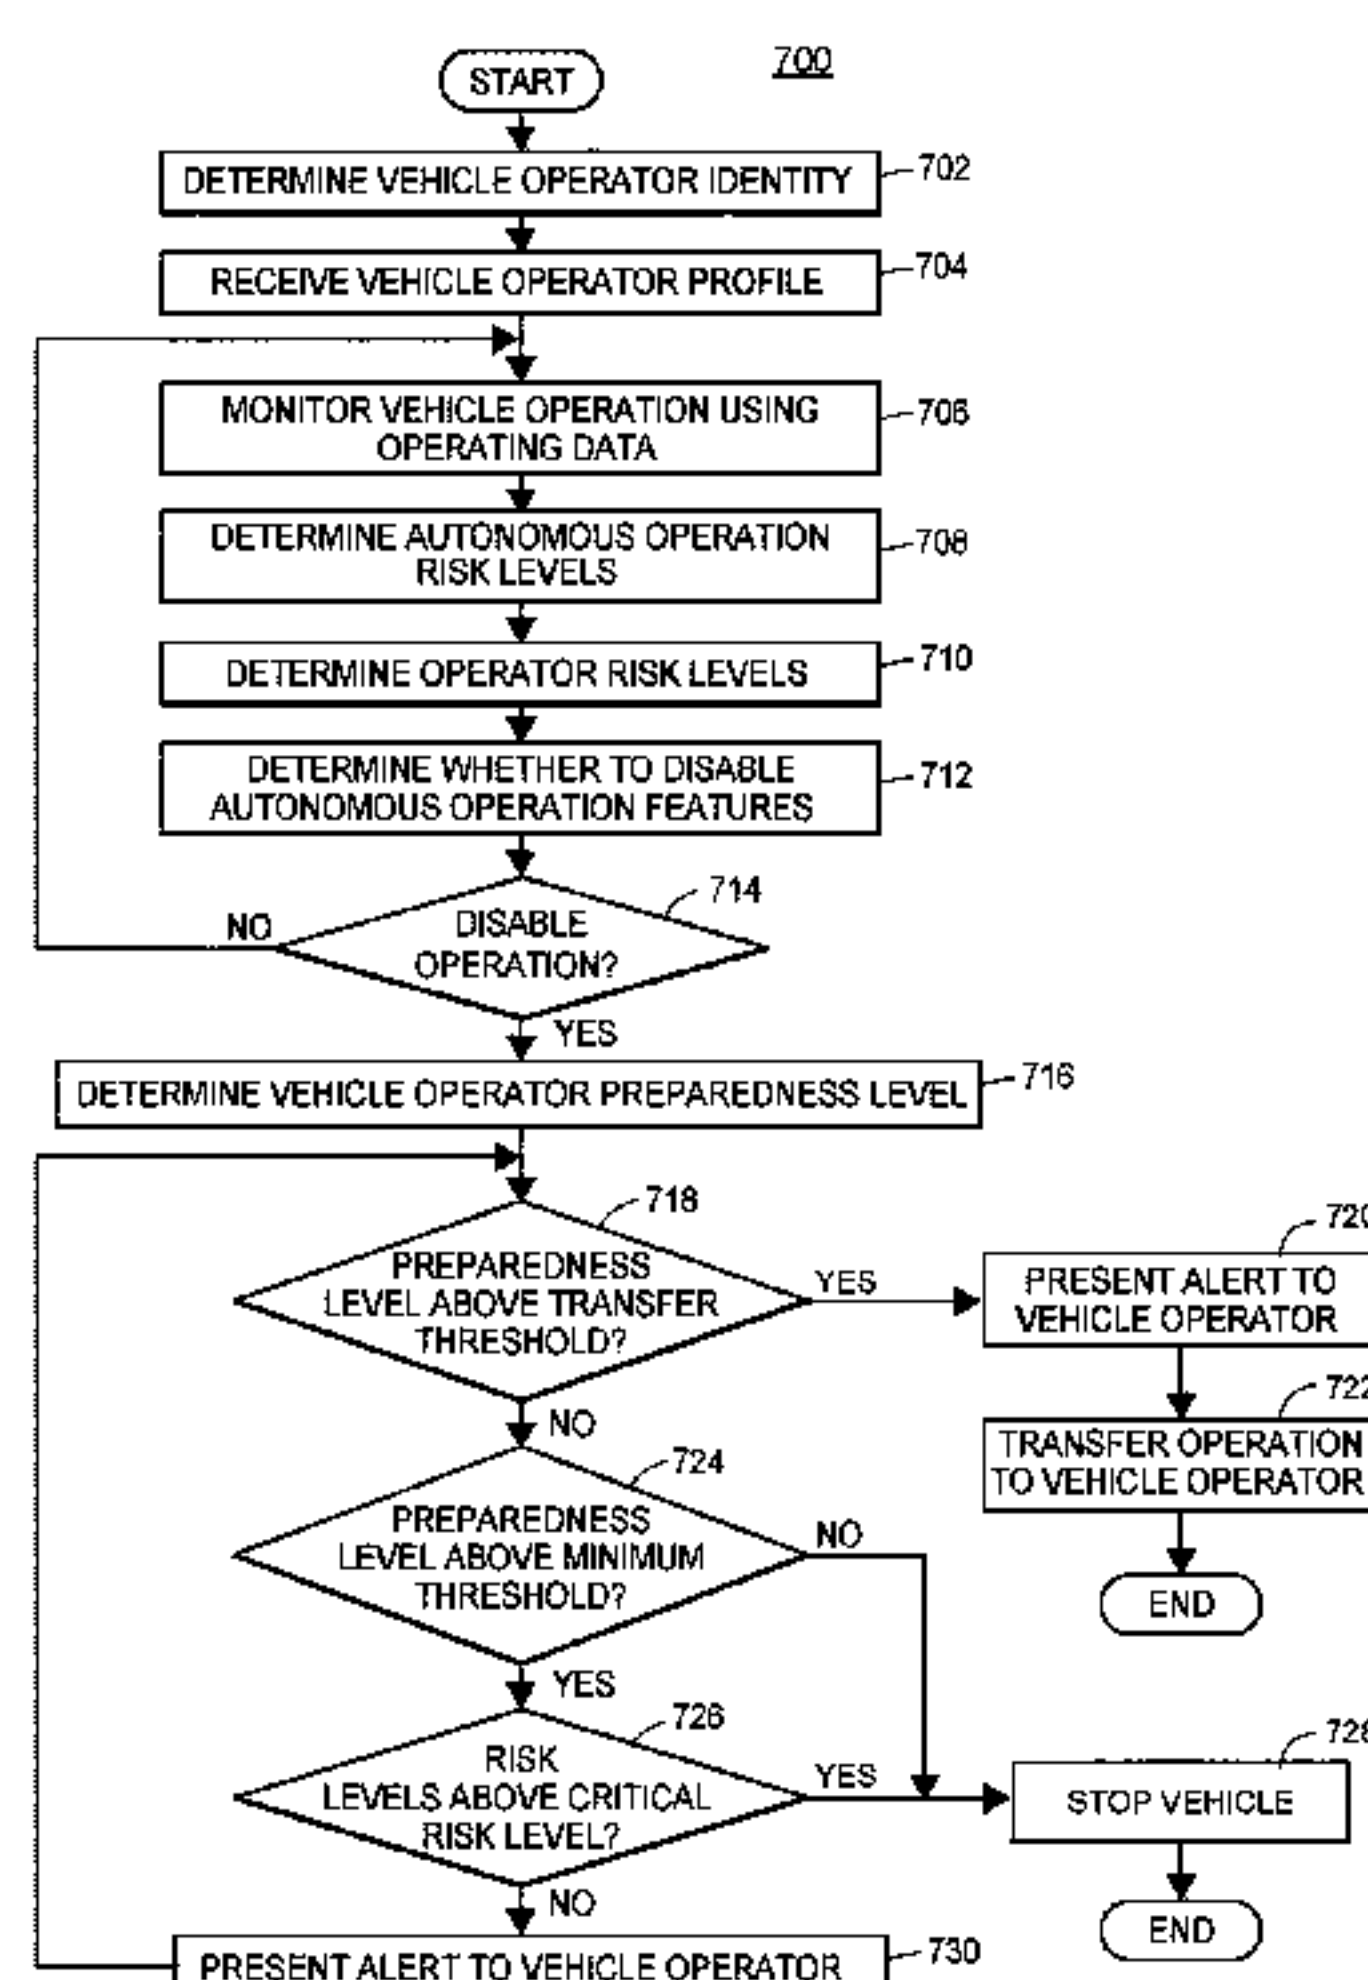 700
START
DETERMINE VEHICLE OPERATOR IDENTITY
702
RECEIVE VEHICLE OPERATOR PROFILE
704
MONITOR VEHICLE OPERATION USING
OPERATING DATA
706
DETERMINE AUTONOMOUS OPERATION
RISK LEVELS
708
DETERMINE OPERATOR RISK LEVELS
710
DETERMINE WHETHER TO DISABLE
AUTONOMOUS OPERATION FEATURES
712
714
DISABLE
OPERATION?
NO
YES
DETERMINE VEHICLE OPERATOR PREPAREDNESS LEVEL
716
718
PREPAREDNESS
LEVEL ABOVE TRANSFER
THRESHOLD?
YES
720
PRESENT ALERT TO
VEHICLE OPERATOR
722
TRANSFER OPERATION
TO VEHICLE OPERATOR
END
NO
724
PREPAREDNESS
LEVEL ABOVE MINIMUM
THRESHOLD?
NO
YES
726
RISK
LEVELS ABOVE CRITICAL
RISK LEVEL?
YES
728
STOP VEHICLE
END
NO
PRESENT ALERT TO VEHICLE OPERATOR
730